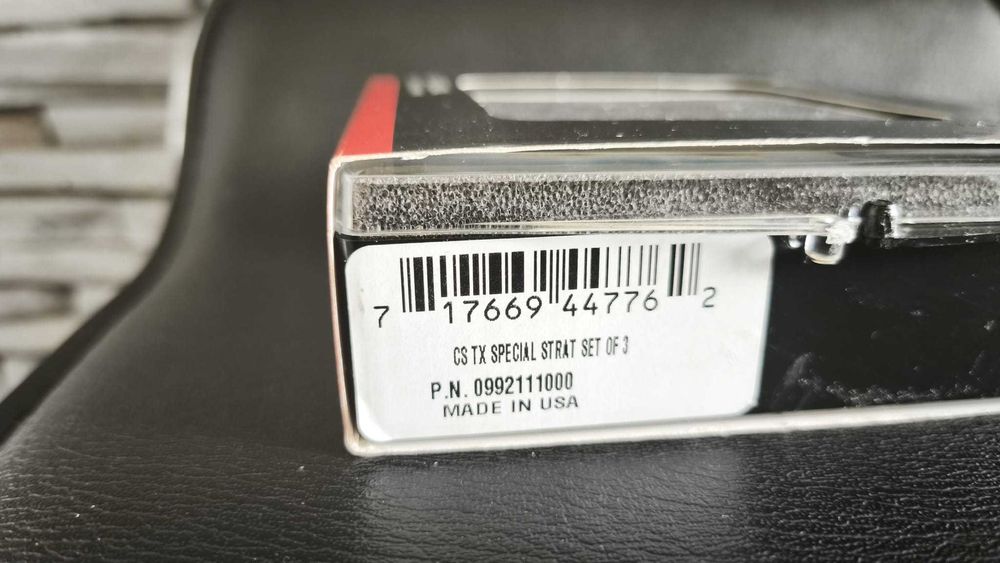 7 17669 44776 2
CS TX SPECIAL STRAT SET OF 3
P.N. 0992111000
MADE IN USA